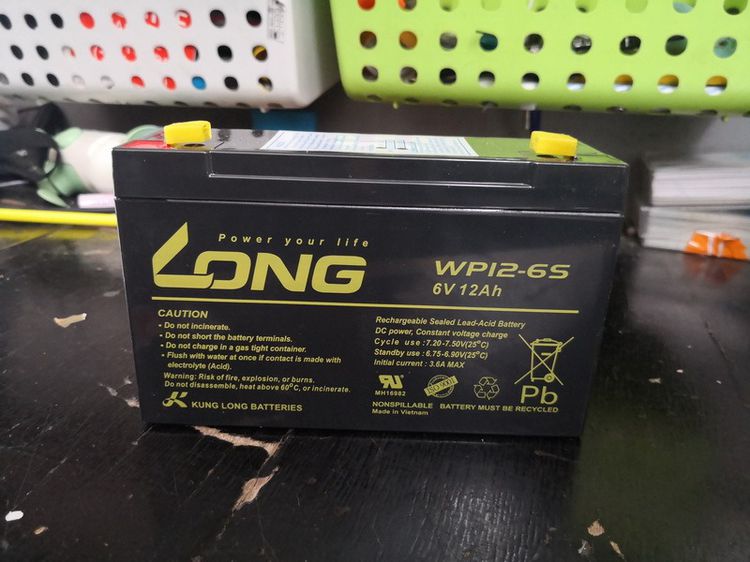 Power your life
LONG
WP12-6S
6V 12Ah
CAUTION
- Do not incinerate.
- Do not short the battery terminals.
- Do not charge in a gas tight container.
- Flush with water at once if contact is made with
electrolyte (Acid).
Warning: Risk of fire, explosion, or burns.
Do not disassemble, heat above 60°C, or incinerate.
KUNG LONG BATTERIES
Rechargeable Sealed Lead-Acid Battery
DC power, Constant voltage charge
Cycle use : 7.20-7.50V(25°C)
Standby use : 6.75-6.90V(25°C)
Initial current : 3.6A MAX
MH16982
Pb
NONSPILLABLE BATTERY MUST BE RECYCLED
Made in Vietnam